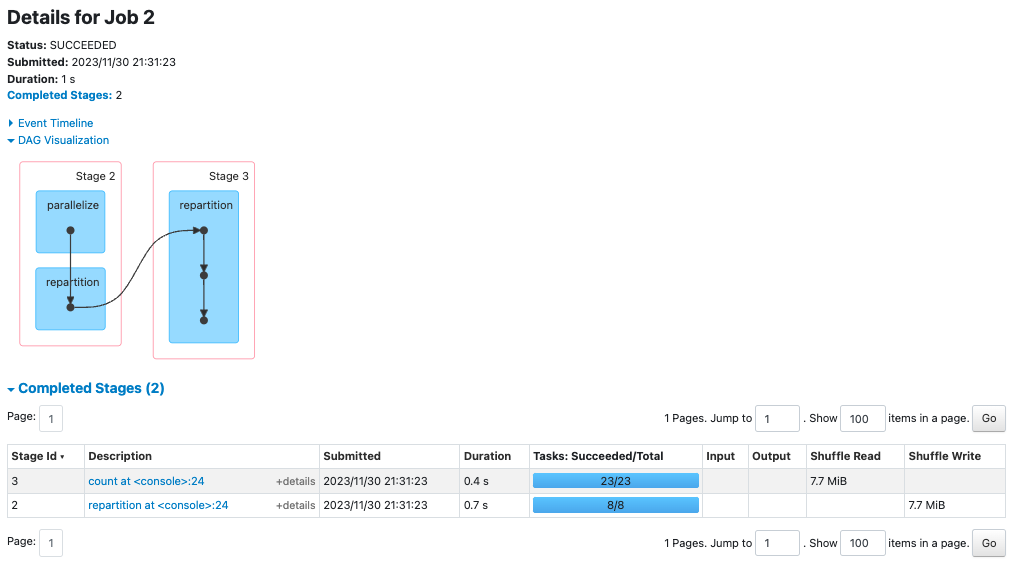 Details for Job 2
Status: SUCCEEDED
Submitted: 2023/11/30 21:31:23
Duration: 1 s
Completed Stages: 2
Event Timeline
DAG Visualization
Stage 2
parallelize
repartition
Stage 3
repartition
Completed Stages (2)
Page: 1
1 Pages. Jump to 1 . Show 100 items in a page. Go
Stage Id ▾ Description Submitted Duration Tasks: Succeeded/Total Input Output Shuffle Read Shuffle Write
3 count at <console>:24 +details 2023/11/30 21:31:23 0.4 s 23/23 7.7 MiB
2 repartition at <console>:24 +details 2023/11/30 21:31:23 0.7 s 8/8 7.7 MiB
Page: 1
1 Pages. Jump to 1 . Show 100 items in a page. Go